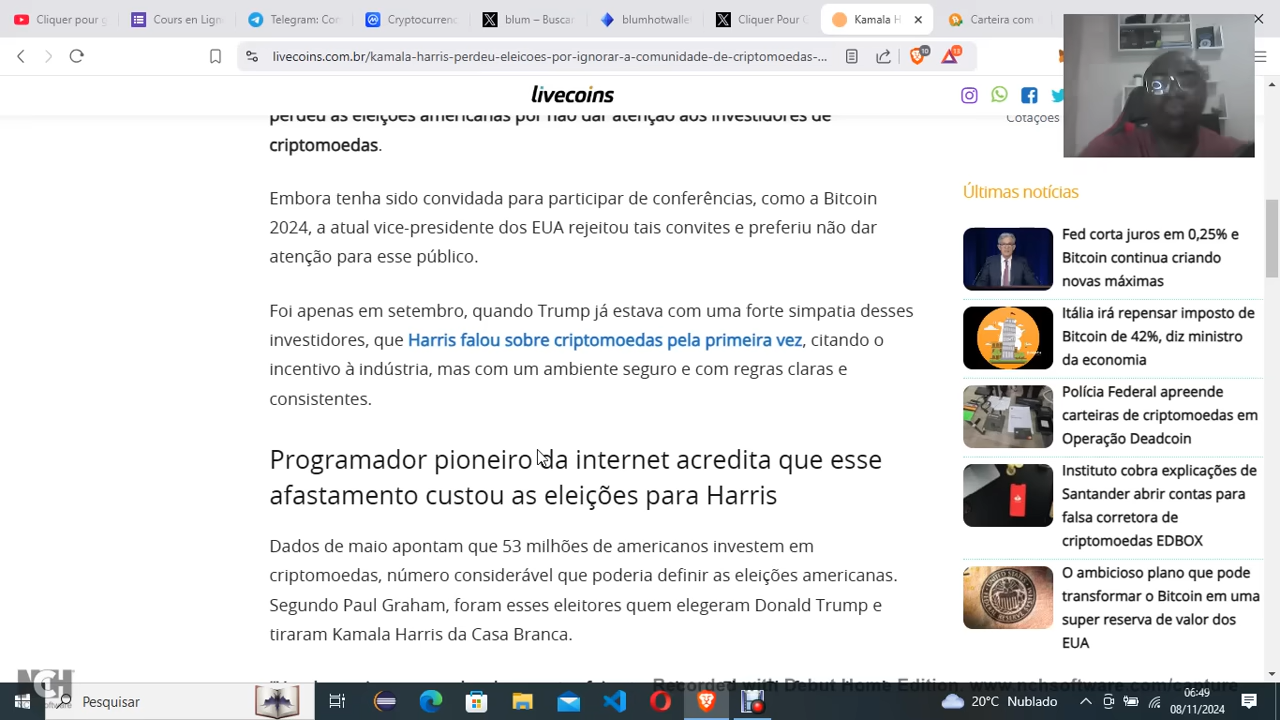 Cliquer pour g
Cours en Lign
Telegram: Con
Cryptocurrenc
blum – Buscar
blumhotwalle
Cliquer Pour C
Kamala H
Carteira com
livecoins.com.br/kamala-harris-perdeu-eleicoes-por-ignorar-a-comunidade-de-criptomoedas-...
10
13
livecoins
Cotações
perdeu as eleições americanas por não dar atenção aos investidores de
criptomoedas.
Embora tenha sido convidada para participar de conferências, como a Bitcoin
2024, a atual vice-presidente dos EUA rejeitou tais convites e preferiu não dar
atenção para esse público.
Foi apenas em setembro, quando Trump já estava com uma forte simpatia desses
investidores, que Harris falou sobre criptomoedas pela primeira vez, citando o
incentivo à indústria, mas com um ambiente seguro e com regras claras e
consistentes.
Programador pioneiro da internet acredita que esse
afastamento custou as eleições para Harris
Dados de maio apontam que 53 milhões de americanos investem em
criptomoedas, número considerável que poderia definir as eleições americanas.
Segundo Paul Graham, foram esses eleitores quem elegeram Donald Trump e
tiraram Kamala Harris da Casa Branca.
Últimas notícias
Fed corta juros em 0,25% e
Bitcoin continua criando
novas máximas
Itália irá repensar imposto de
Bitcoin de 42%, diz ministro
da economia
Polícia Federal apreende
carteiras de criptomoedas em
Operação Deadcoin
Instituto cobra explicações de
Santander abrir contas para
falsa corretora de
criptomoedas EDBOX
O ambicioso plano que pode
transformar o Bitcoin em uma
super reserva de valor dos
EUA
Recorded with Debut Home Edition. www.nchsoftware.com/capture
NCH
Software
Pesquisar
20°C Nublado
06:49
08/11/2024